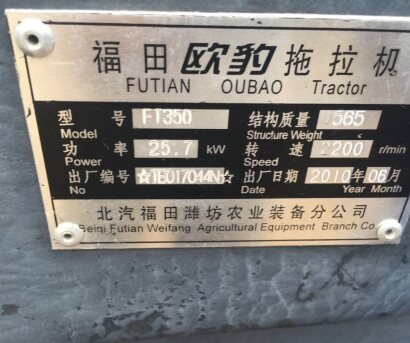 福田 欧豹 拖拉机
FUTIAN OUBAO Tractor
型号 FT350 结构质量 1565
Model Structure Weight
功率 25.7 kW 转速 2200 r/min
Power Speed
出厂编号 ☆TE017044N☆ 出厂日期 2010年06月
No Date Year Month
北汽福田潍坊农业装备分公司
Beiqi Futian Weifang Agricultural Equipment Branch Co